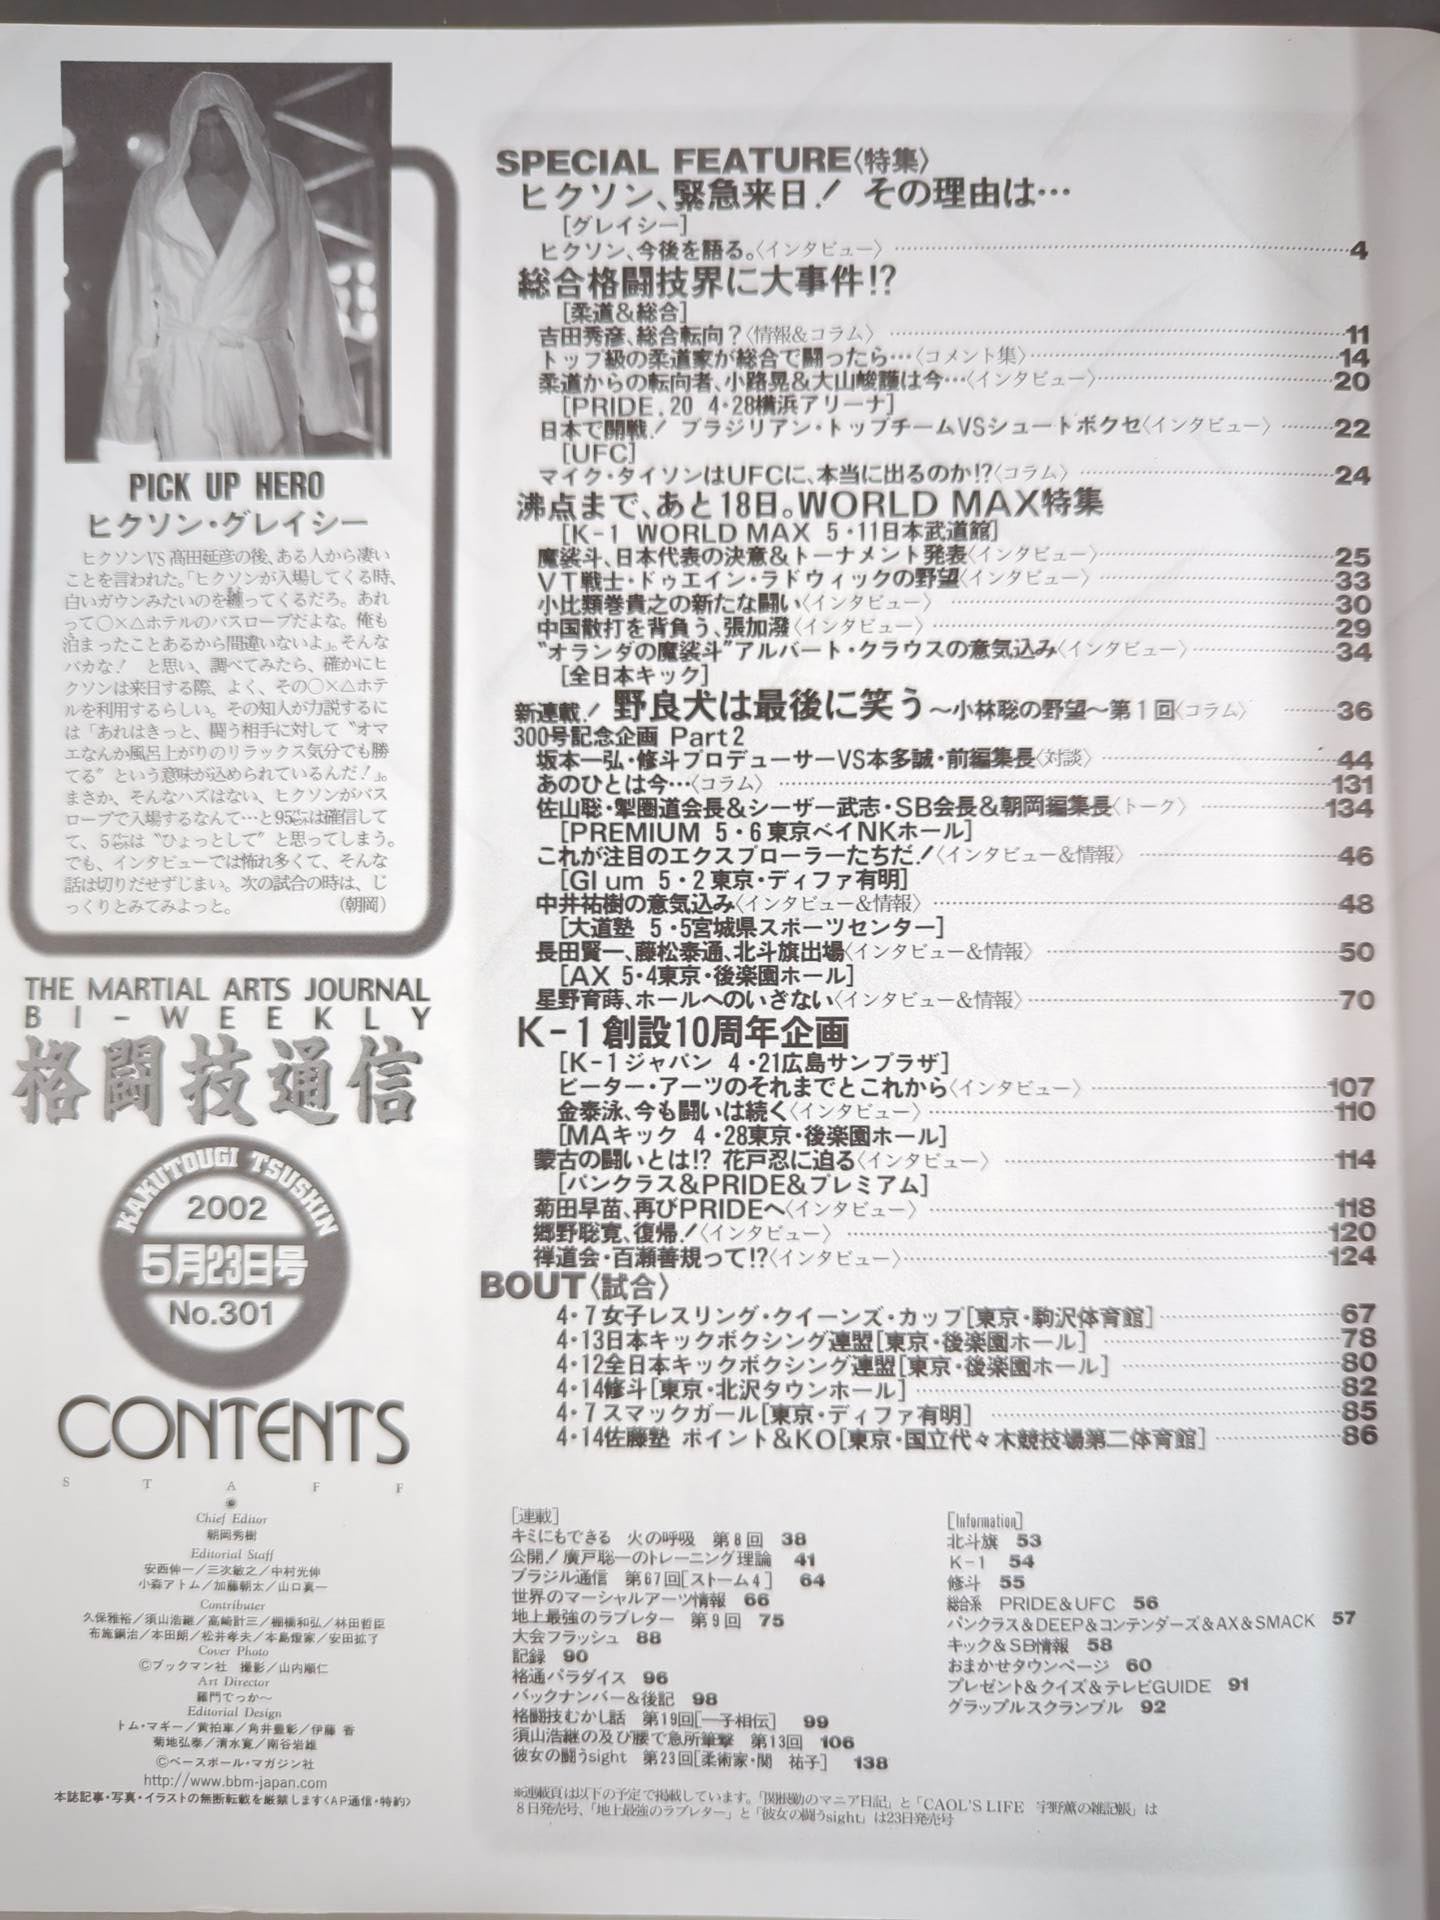 PICK UP HERO
ヒクソン・グレイシー
ヒクソンVS髙田延彦の後、ある人から凄い
ことを言われた。「ヒクソンが入場してくる時、
白いガウンみたいのを纏ってくるだろ。あれ
って○×△ホテルのバスローブだよな。俺も
泊まったことあるから間違いないよ」。そんな
バカな！　と思い、調べてみたら、確かにヒ
クソンは来日する際、よく、その○×△ホテ
ルを利用するらしい。その知人が力説するに
は「あれはきっと、闘う相手に対して〝オマ
エなんか風呂上がりのリラックス気分でも勝
てる〟という意味が込められているんだ！」。
まさか、そんなハズはない、ヒクソンがバス
ローブで入場するなんて…と95㌫は確信して
て、5㌫は〝ひょっとして〟と思ってしまう。
でも、インタビューでは怖れ多くて、そんな
話は切りだせずじまい。次の試合の時は、じ
っくりとみてみよっと。　（朝岡）
THE MARTIAL ARTS JOURNAL
BI-WEEKLY
格闘技通信
KAKUTOUGI TSUSHIN
2002
5月23日号
No.301
CONTENTS
STAFF
Chief Editor
朝岡秀樹
Editorial Staff
安西伸一／三次敏之／中村光伸
小森アトム／加藤朝太／山口真一
Contributer
久保雅裕／須山浩継／高崎計三／棚橋和弘／林田哲臣
布施鋼治／本田朗／松井孝夫／本島燈家／安田拡了
Cover Photo
©ブックマン社　撮影／山内順仁
Art Director
羅門でっか〜
Editorial Design
トム・マギー／黄拍車／角井豊彰／伊藤 香
菊地弘泰／清水寛／南谷岩雄
©ベースボール・マガジン社
http://www.bbm-japan.com
本誌記事・写真・イラストの無断転載を厳禁します〈AP通信・特約〉
SPECIAL FEATURE〈特集〉
ヒクソン、緊急来日！ その理由は…
［グレイシー］
ヒクソン、今後を語る。〈インタビュー〉 4
総合格闘技界に大事件!?
［柔道＆総合］
吉田秀彦、総合転向？〈情報＆コラム〉 11
トップ級の柔道家が総合で闘ったら…〈コメント集〉 14
柔道からの転向者、小路晃＆大山峻護は今…〈インタビュー〉 20
［PRIDE.20 4・28横浜アリーナ］
日本で開戦！ ブラジリアン・トップチームVSシュートボクセ〈インタビュー〉 22
［UFC］
マイク・タイソンはUFCに、本当に出るのか!?〈コラム〉 24
沸点まで、あと18日。WORLD MAX特集
［K-1 WORLD MAX 5・11日本武道館］
魔裟斗、日本代表の決意＆トーナメント発表〈インタビュー〉 25
VT戦士・ドゥエイン・ラドウィックの野望〈インタビュー〉 33
小比類巻貴之の新たな闘い〈インタビュー〉 30
中国散打を背負う、張加潑〈インタビュー〉 29
〝オランダの魔裟斗〟アルバート・クラウスの意気込み〈インタビュー〉 34
［全日本キック］
新連載！ 野良犬は最後に笑う〜小林聡の野望〜第1回〈コラム〉 36
300号記念企画 Part2
坂本一弘・修斗プロデューサーVS本多誠・前編集長〈対談〉 44
あのひとは今…〈コラム〉 131
佐山聡・掣圏道会長＆シーザー武志・SB会長＆朝岡編集長〈トーク〉 134
［PREMIUM 5・6東京ベイNKホール］
これが注目のエクスプローラーたちだ！〈インタビュー＆情報〉 46
［GI um 5・2東京・ディファ有明］
中井祐樹の意気込み〈インタビュー＆情報〉 48
［大道塾 5・5宮城県スポーツセンター］
長田賢一、藤松泰通、北斗旗出場〈インタビュー＆情報〉 50
［AX 5・4東京・後楽園ホール］
星野育蒔、ホールへのいざない〈インタビュー＆情報〉 70
K-1創設10周年企画
［K-1ジャパン 4・21広島サンプラザ］
ピーター・アーツのそれまでとこれから〈インタビュー〉 107
金泰泳、今も闘いは続く〈インタビュー〉 110
［MAキック 4・28東京・後楽園ホール］
蒙古の闘いとは!? 花戸忍に迫る〈インタビュー〉 114
［パンクラス＆PRIDE＆プレミアム］
菊田早苗、再びPRIDEへ〈インタビュー〉 118
郷野聡寛、復帰！〈インタビュー〉 120
禅道会・百瀬善規って!?〈インタビュー〉 124
BOUT〈試合〉
4・7女子レスリング・クイーンズ・カップ［東京・駒沢体育館］ 67
4・13日本キックボクシング連盟［東京・後楽園ホール］ 78
4・12全日本キックボクシング連盟［東京・後楽園ホール］ 80
4・14修斗［東京・北沢タウンホール］ 82
4・7スマックガール［東京・ディファ有明］ 85
4・14佐藤塾 ポイント＆KO［東京・国立代々木競技場第二体育館］ 86
［連載］
キミにもできる　火の呼吸　第8回 38
公開！廣戸聡一のトレーニング理論 41
ブラジル通信　第67回［ストーム4］ 64
世界のマーシャルアーツ情報 66
地上最強のラブレター　第9回 75
大会フラッシュ 88
記録 90
格通パラダイス 96
バックナンバー＆後記 98
格闘技むかし話　第19回［一子相伝］ 99
須山浩継の及び腰で急所筆撃　第13回 106
彼女の闘うsight　第23回［柔術家・関　祐子］ 138
［Information］
北斗旗 53
K-1 54
修斗 55
総合系　PRIDE＆UFC 56
パンクラス＆DEEP＆コンテンダーズ＆AX＆SMACK 57
キック＆SB情報 58
おまかせタウンページ 60
プレゼント＆クイズ＆テレビGUIDE 91
グラップルスクランブル 92
※連載頁は以下の予定で掲載しています。「関根勤のマニア日記」と「CAOL'S LIFE　宇野薫の雑記帳」は
8日発売号、「地上最強のラブレター」と「彼女の闘うsight」は23日発売号